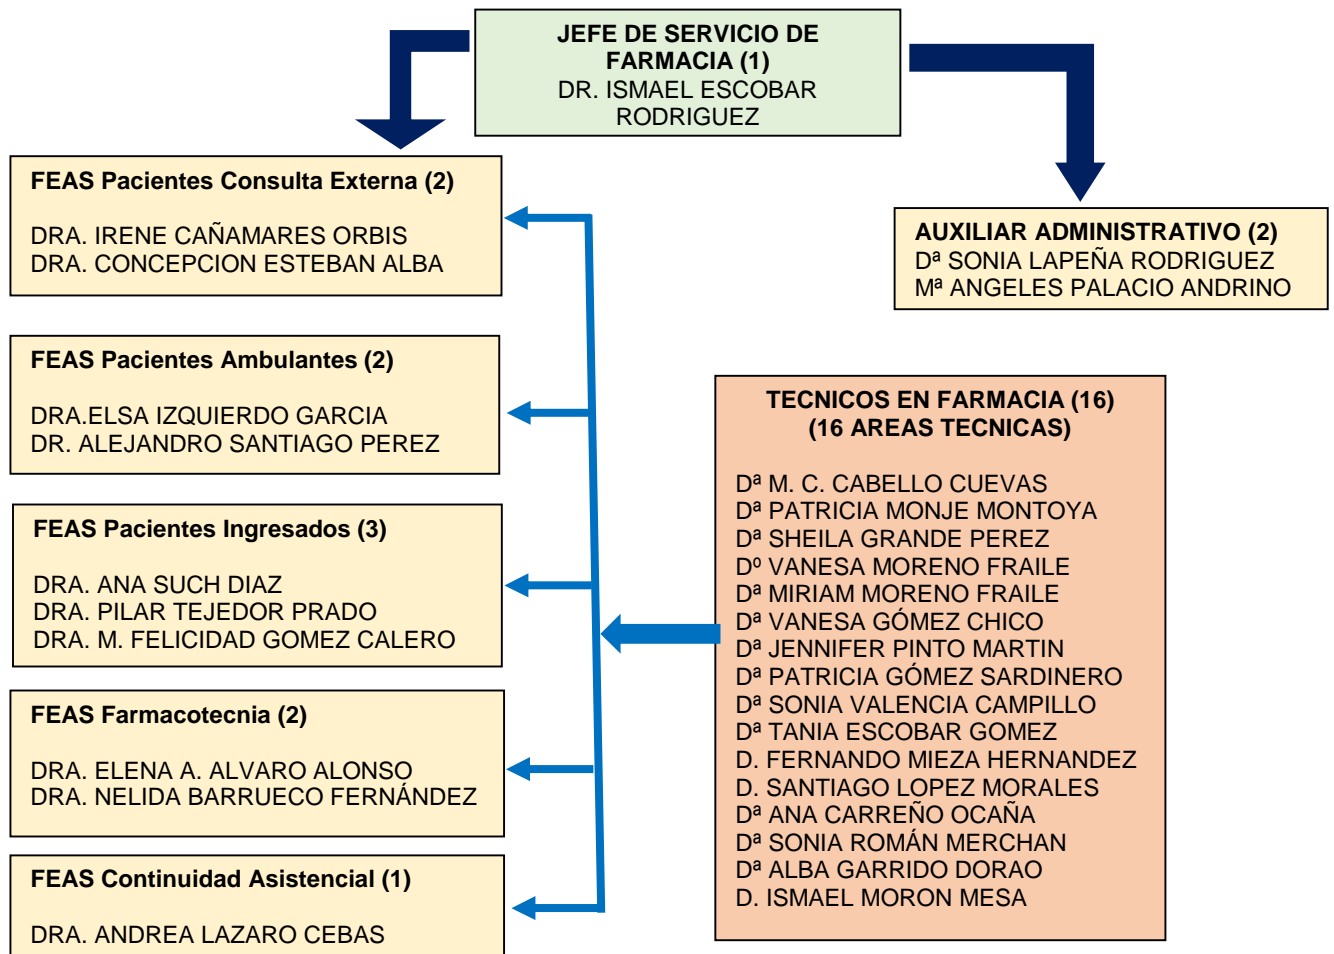 JEFE DE SERVICIO DE
FARMACIA (1)
DR. ISMAEL ESCOBAR
RODRIGUEZ
FEAS Pacientes Consulta Externa (2)
DRA. IRENE CAÑAMARES ORBIS
DRA. CONCEPCION ESTEBAN ALBA
AUXILIAR ADMINISTRATIVO (2)
Dª SONIA LAPEÑA RODRIGUEZ
Mª ANGELES PALACIO ANDRINO
FEAS Pacientes Ambulantes (2)
DRA.ELSA IZQUIERDO GARCIA
DR. ALEJANDRO SANTIAGO PEREZ
FEAS Pacientes Ingresados (3)
DRA. ANA SUCH DIAZ
DRA. PILAR TEJEDOR PRADO
DRA. M. FELICIDAD GOMEZ CALERO
FEAS Farmacotecnia (2)
DRA. ELENA A. ALVARO ALONSO
DRA. NELIDA BARRUECO FERNÁNDEZ
FEAS Continuidad Asistencial (1)
DRA. ANDREA LAZARO CEBAS
TECNICOS EN FARMACIA (16)
(16 AREAS TECNICAS)
Dª M. C. CABELLO CUEVAS
Dª PATRICIA MONJE MONTOYA
Dª SHEILA GRANDE PEREZ
Dº VANESA MORENO FRAILE
Dª MIRIAM MORENO FRAILE
Dª VANESA GÓMEZ CHICO
Dª JENNIFER PINTO MARTIN
Dª PATRICIA GÓMEZ SARDINERO
Dª SONIA VALENCIA CAMPILLO
Dª TANIA ESCOBAR GOMEZ
D. FERNANDO MIEZA HERNANDEZ
D. SANTIAGO LOPEZ MORALES
Dª ANA CARREÑO OCAÑA
Dª SONIA ROMÁN MERCHAN
Dª ALBA GARRIDO DORAO
D. ISMAEL MORON MESA